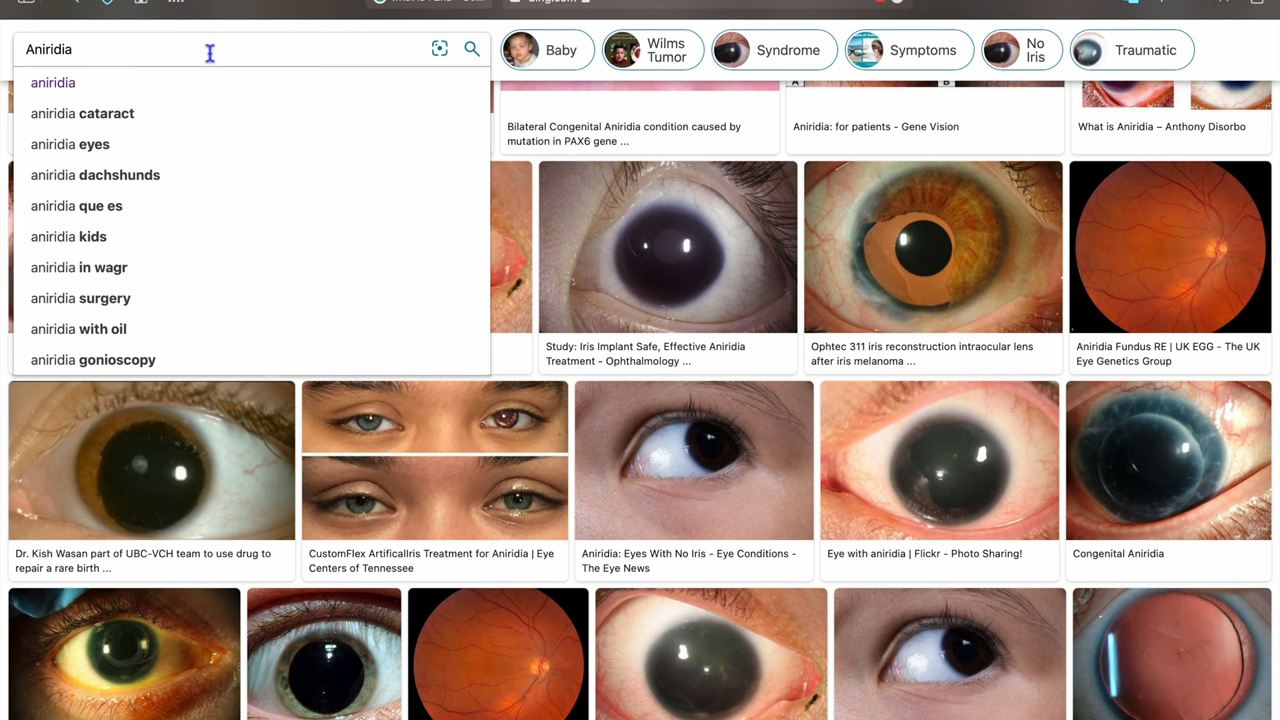 bing.com
Aniridia
Baby
Wilms
Tumor
Syndrome
Symptoms
No
Iris
Traumatic
aniridia
aniridia cataract
aniridia eyes
aniridia dachshunds
aniridia que es
aniridia kids
aniridia in wagr
aniridia surgery
aniridia with oil
aniridia gonioscopy
A
B
Bilateral Congenital Aniridia condition caused by
mutation in PAX6 gene ...
Aniridia: for patients - Gene Vision
What is Aniridia – Anthony Disorbo
Study: Iris Implant Safe, Effective Aniridia
Treatment - Ophthalmology ...
Ophtec 311 iris reconstruction intraocular lens
after iris melanoma ...
Aniridia Fundus RE | UK EGG - The UK
Eye Genetics Group
Dr. Kish Wasan part of UBC-VCH team to use drug to
repair a rare birth ...
CustomFlex ArtificalIris Treatment for Aniridia | Eye
Centers of Tennessee
Aniridia: Eyes With No Iris - Eye Conditions -
The Eye News
Eye with aniridia | Flickr - Photo Sharing!
Congenital Aniridia